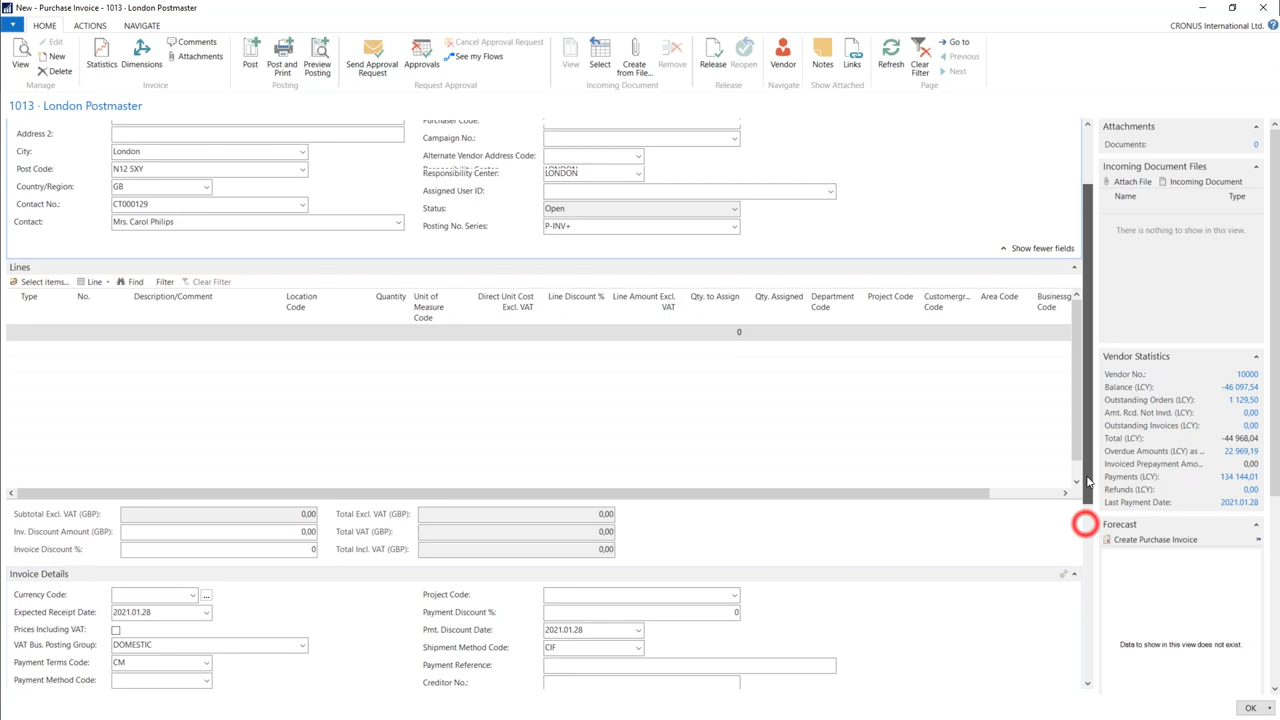 New - Purchase Invoice - 1013 · London Postmaster
HOME ACTIONS NAVIGATE CRONUS International Ltd.
View Edit New Delete Manage
Statistics Dimensions Comments Attachments Invoice
Post Post and Print Preview Posting Posting
Send Approval Request Approvals Cancel Approval Request See my Flows Request Approval
View Select Create from File... Remove Incoming Document
Release Reopen Release
Vendor Navigate
Notes Links Show Attached
Refresh Clear Filter Go to Previous Next Page
1013 · London Postmaster
Purchaser Code:
Address 2:
City: London
Post Code: N12 5XY
Country/Region: GB
Contact No.: CT000129
Contact: Mrs. Carol Philips
Campaign No.:
Alternate Vendor Address Code:
Responsibility Center: LONDON
Responsibility Center: LONDON
Assigned User ID:
Status: Open
Posting No. Series: P-INV+
Show fewer fields
Lines
Select items... Line Find Filter Clear Filter
Type No. Description/Comment Location Code Quantity Unit of Measure Code Direct Unit Cost Excl. VAT Line Discount % Line Amount Excl. VAT Qty. to Assign Qty. Assigned Department Code Project Code Customergr... Code Area Code Businessg Code
0
Subtotal Excl. VAT (GBP): 0,00 Total Excl. VAT (GBP): 0,00
Inv. Discount Amount (GBP): 0,00 Total VAT (GBP): 0,00
Invoice Discount %: 0 Total Incl. VAT (GBP): 0,00
Invoice Details
Currency Code: ... Project Code:
Expected Receipt Date: 2021.01.28 Payment Discount %: 0
Prices Including VAT: Pmt. Discount Date: 2021.01.28
VAT Bus. Posting Group: DOMESTIC Shipment Method Code: CIF
Payment Terms Code: CM Payment Reference:
Payment Method Code: Creditor No.:
Attachments
Documents: 0
Incoming Document Files
Attach File Incoming Document
Name Type
There is nothing to show in this view.
Vendor Statistics
Vendor No.: 10000
Balance (LCY): -46 097,54
Outstanding Orders (LCY): 1 129,50
Amt. Rcd. Not Invd. (LCY): 0,00
Outstanding Invoices (LCY): 0,00
Total (LCY): -44 968,04
Overdue Amounts (LCY) as ... 22 969,19
Invoiced Prepayment Amo... 0,00
Payments (LCY): 134 144,01
Refunds (LCY): 0,00
Last Payment Date: 2021.01.28
Forecast
Create Purchase Invoice »
Data to show in this view does not exist.
OK